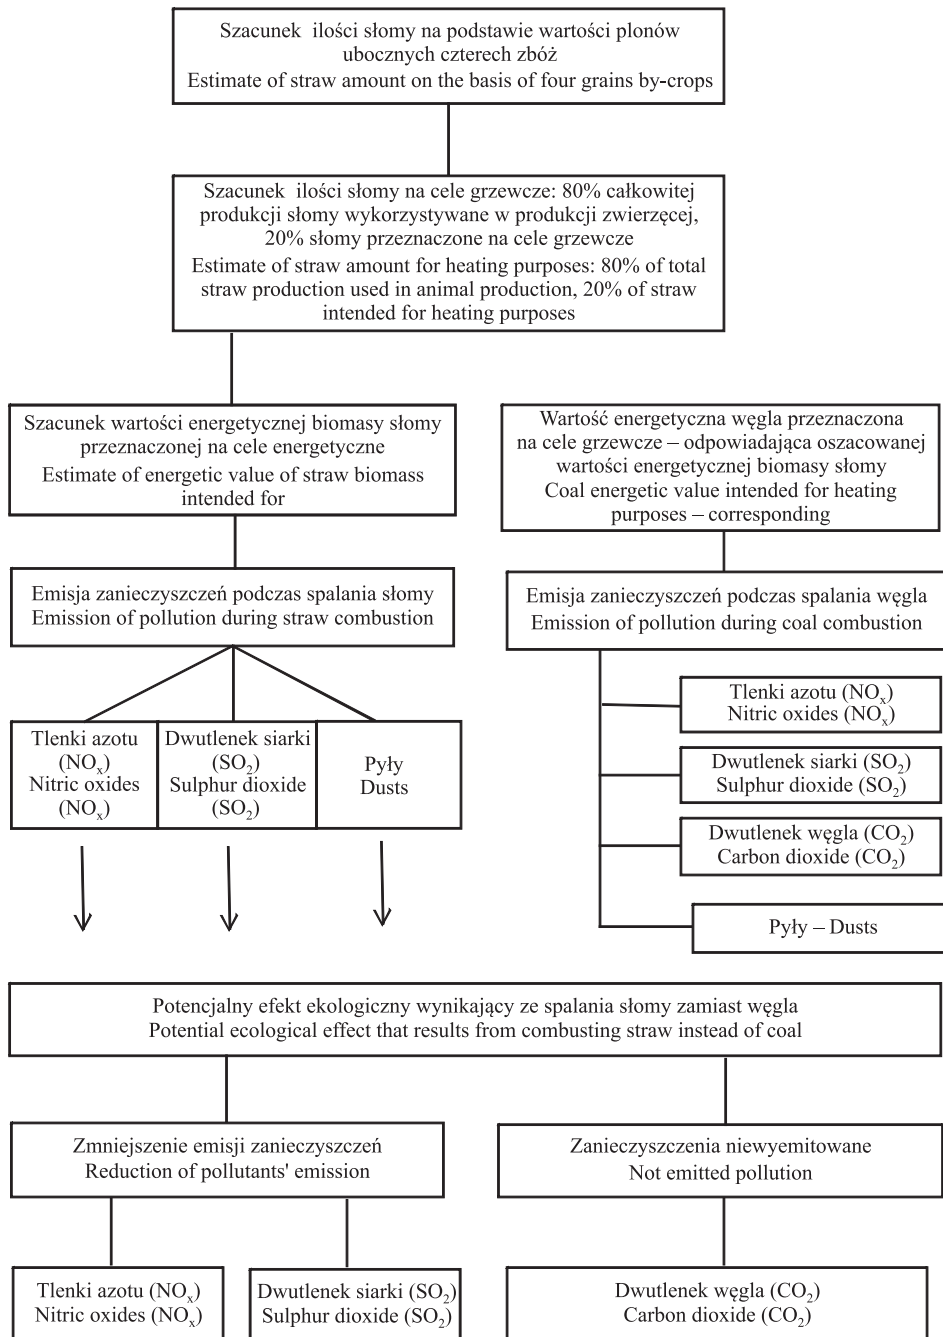 Szacunek ilości słomy na podstawie wartości plonów
ubocznych czterech zbóż
Estimate of straw amount on the basis of four grains by-crops
Szacunek ilości słomy na cele grzewcze: 80% całkowitej
produkcji słomy wykorzystywane w produkcji zwierzęcej,
20% słomy przeznaczone na cele grzewcze
Estimate of straw amount for heating purposes: 80% of total
straw production used in animal production, 20% of straw
intended for heating purposes
Szacunek wartości energetycznej biomasy słomy
przeznaczonej na cele energetyczne
Estimate of energetic value of straw biomass
intended for
Wartość energetyczna węgla przeznaczona
na cele grzewcze – odpowiadająca oszacowanej
wartości energetycznej biomasy słomy
Coal energetic value intended for heating
purposes – corresponding
Emisja zanieczyszczeń podczas spalania słomy
Emission of pollution during straw combustion
Emisja zanieczyszczeń podczas spalania węgla
Emission of pollution during coal combustion
Tlenki azotu
(NOₓ)
Nitric oxides
(NOₓ)
Dwutlenek siarki
(SO₂)
Sulphur dioxide
(SO₂)
Pyły
Dusts
Tlenki azotu (NOₓ)
Nitric oxides (NOₓ)
Dwutlenek siarki (SO₂)
Sulphur dioxide (SO₂)
Dwutlenek węgla (CO₂)
Carbon dioxide (CO₂)
Pyły – Dusts
Potencjalny efekt ekologiczny wynikający ze spalania słomy zamiast węgla
Potential ecological effect that results from combusting straw instead of coal
Zmniejszenie emisji zanieczyszczeń
Reduction of pollutants' emission
Zanieczyszczenia niewyemitowane
Not emitted pollution
Tlenki azotu (NOₓ)
Nitric oxides (NOₓ)
Dwutlenek siarki (SO₂)
Sulphur dioxide (SO₂)
Dwutlenek węgla (CO₂)
Carbon dioxide (CO₂)